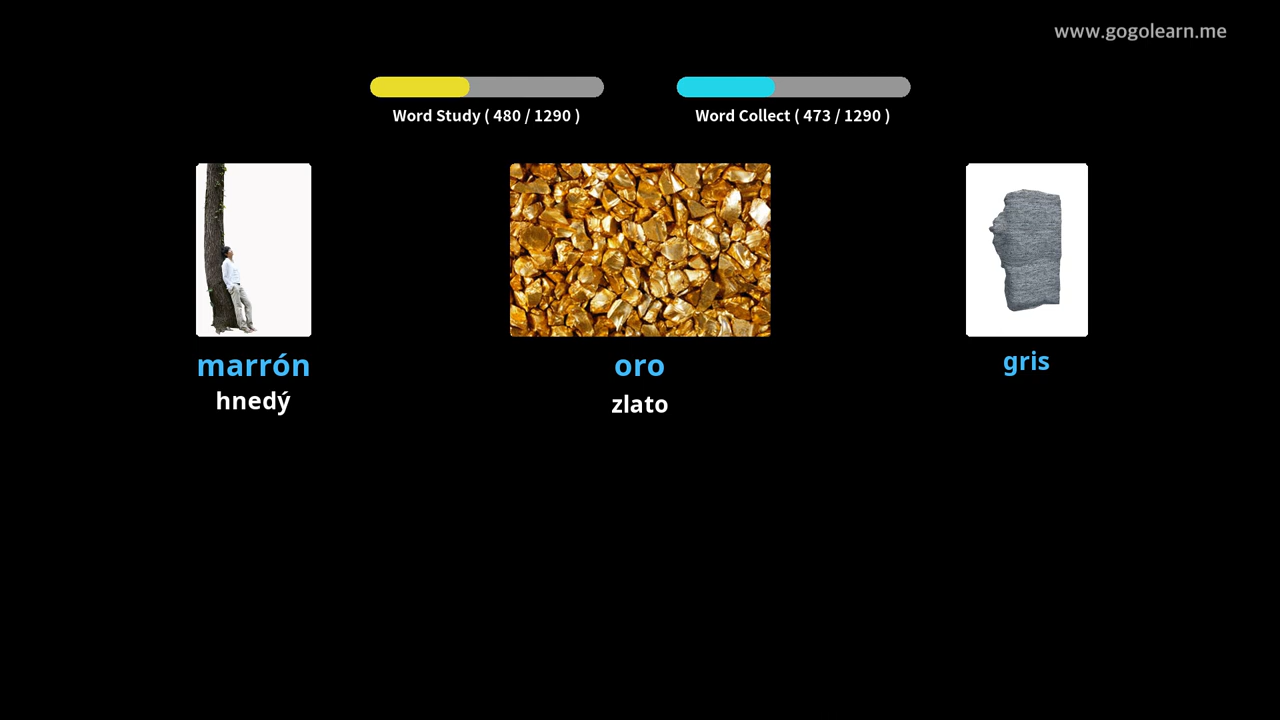 www.gogolearn.me
Word Study ( 480 / 1290 )
Word Collect ( 473 / 1290 )
marrón
hnedý
oro
zlato
gris